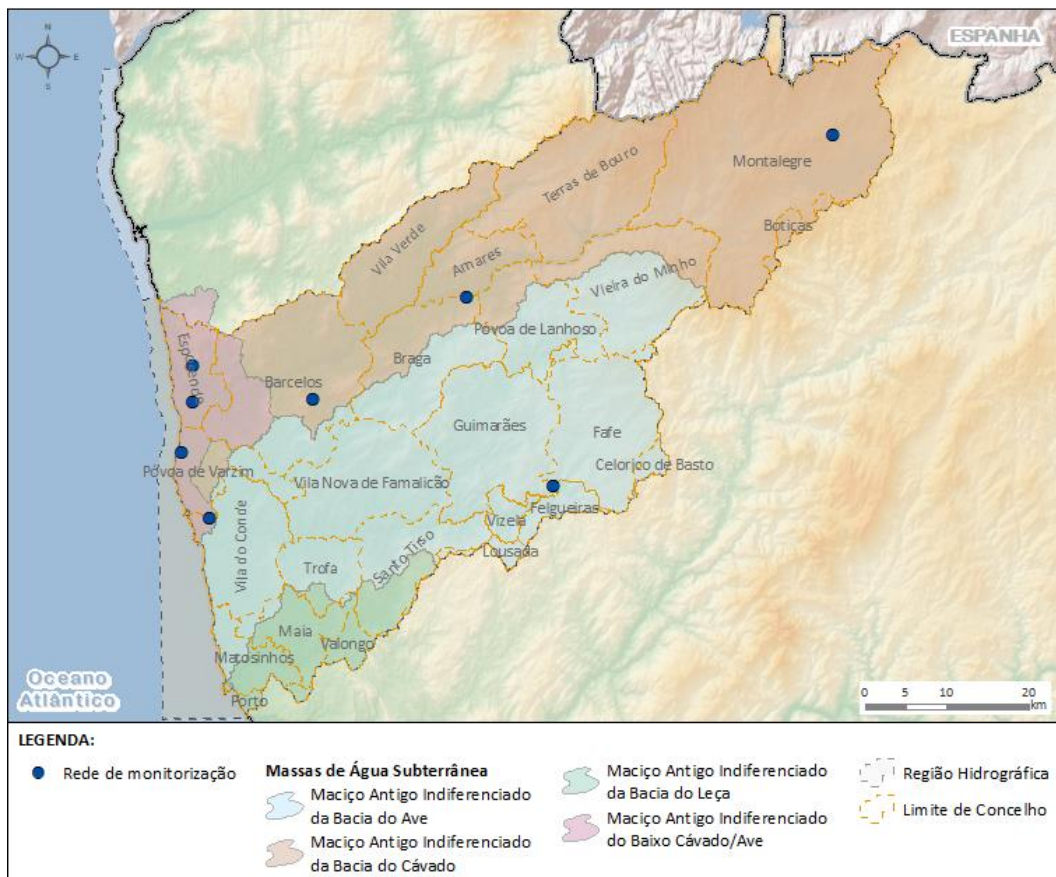 N
W
E
S
ESPANHA
Montalegre
Terras de Bouro
Boticas
Vila Verde
Amares
Vieira do Minho
Póvoa de Lanhoso
Braga
Esposende
Barcelos
Guimarães
Fafe
Celorico de Basto
Póvoa de Varzim
Vila Nova de Famalicão
Felgueiras
Vizela
Vila do Conde
Lousada
Santo Tirso
Trofa
Maia
Valongo
Matosinhos
Porto
Oceano
Atlântico
0 5 10 20
km
LEGENDA:
Rede de monitorização
Massas de Água Subterrânea
Maciço Antigo Indiferenciado
da Bacia do Ave
Maciço Antigo Indiferenciado
da Bacia do Cávado
Maciço Antigo Indiferenciado
da Bacia do Leça
Maciço Antigo Indiferenciado
do Baixo Cávado/Ave
Região Hidrográfica
Limite de Concelho